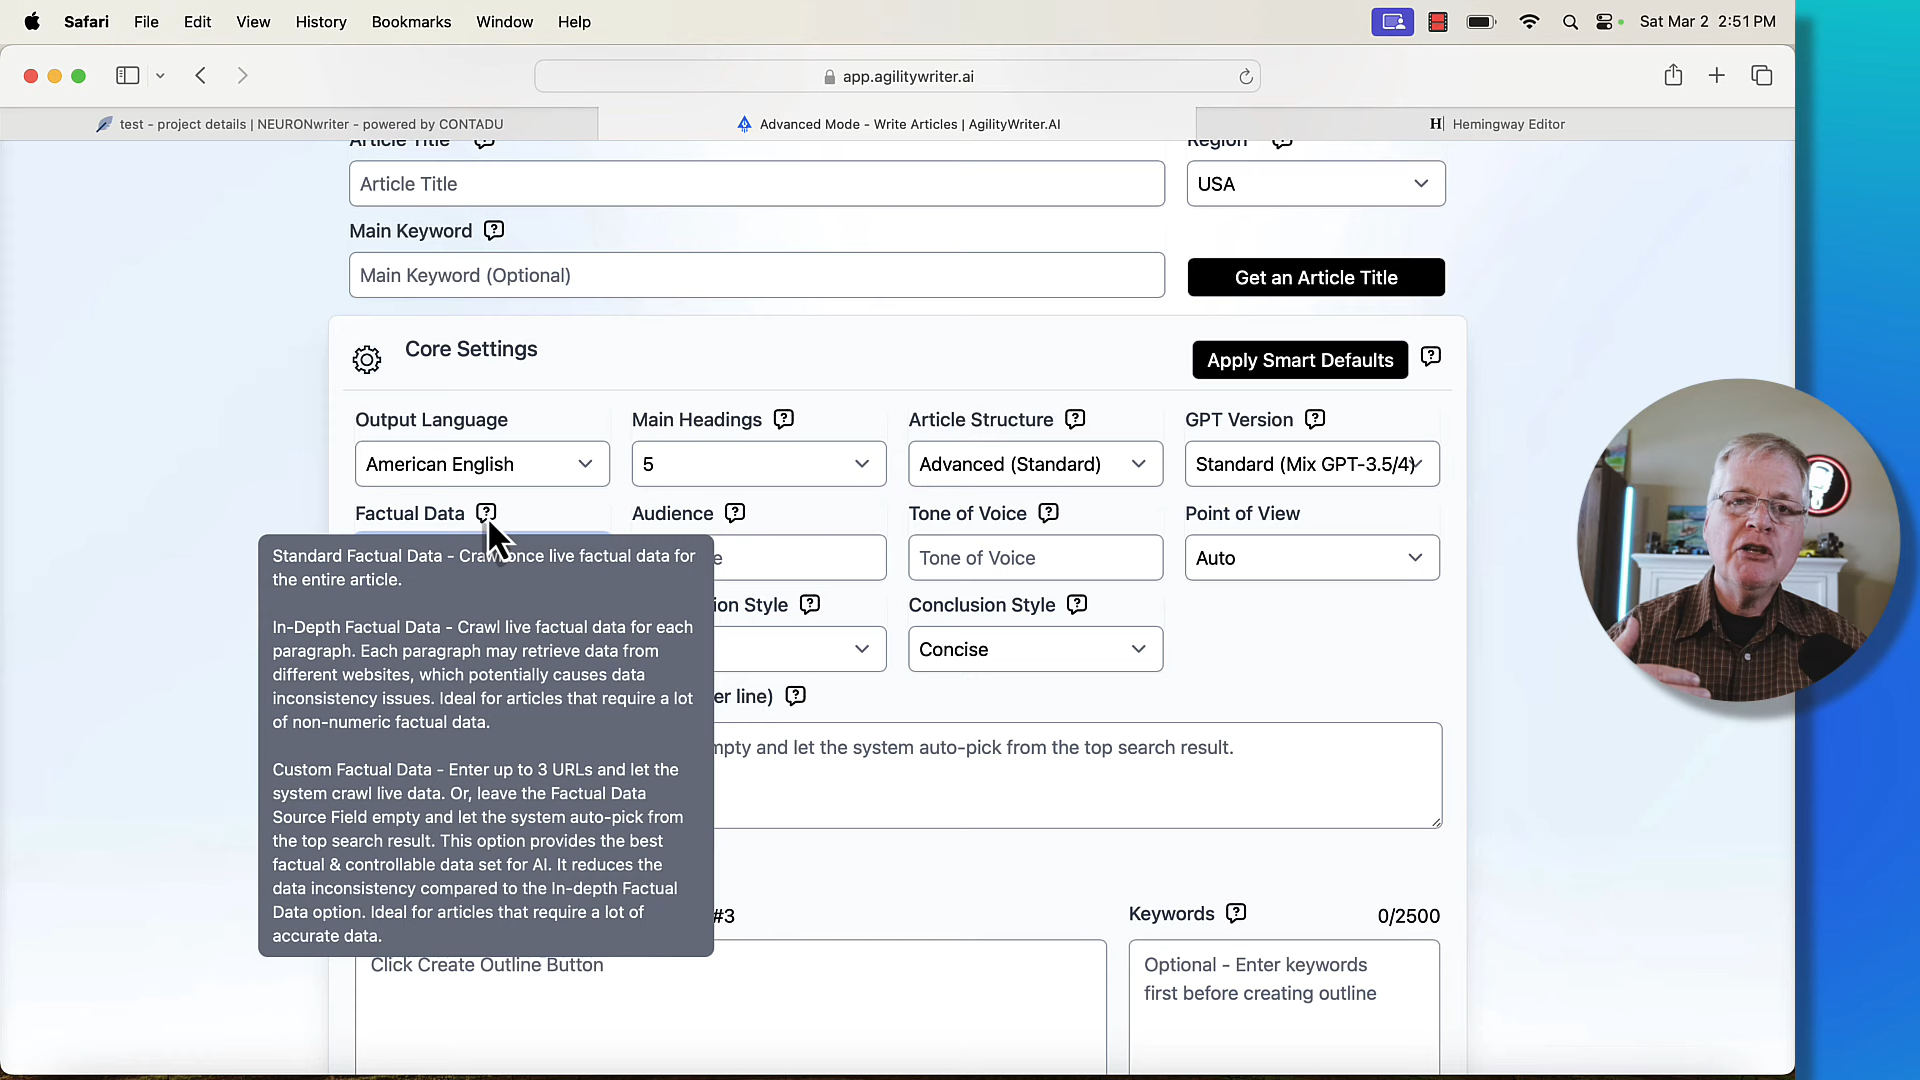 Safari File Edit View History Bookmarks Window Help
Sat Mar 2 2:51 PM
app.agilitywriter.ai
test - project details | NEURONwriter - powered by CONTADU
Advanced Mode - Write Articles | AgilityWriter.AI
H Hemingway Editor
Article Title
Region
Article Title
USA
Main Keyword
Main Keyword (Optional)
Get an Article Title
Core Settings
Apply Smart Defaults
Output Language
Main Headings
Article Structure
GPT Version
American English
5
Advanced (Standard)
Standard (Mix GPT-3.5/4)
Factual Data
Audience
Tone of Voice
Point of View
Standard Factual Data - Crawl once live factual data for
the entire article.
In-Depth Factual Data - Crawl live factual data for each
paragraph. Each paragraph may retrieve data from
different websites, which potentially causes data
inconsistency issues. Ideal for articles that require a lot
of non-numeric factual data.
Custom Factual Data - Enter up to 3 URLs and let the
system crawl live data. Or, leave the Factual Data
Source Field empty and let the system auto-pick from
the top search result. This option provides the best
factual & controllable data set for AI. It reduces the
data inconsistency compared to the In-depth Factual
Data option. Ideal for articles that require a lot of
accurate data.
e
Tone of Voice
Auto
ion Style
Conclusion Style
Concise
er line)
mpty and let the system auto-pick from the top search result.
#3
Keywords
0/2500
Click Create Outline Button
Optional - Enter keywords
first before creating outline